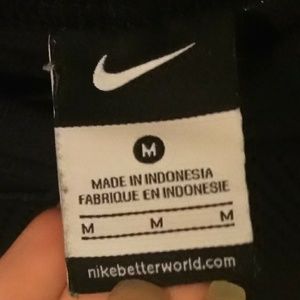 M
MADE IN INDONESIA
FABRIQUE EN INDONESIE
M M M
nikebetterworld.com